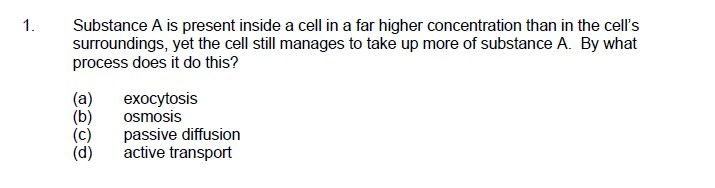 1. Substance A is present inside a cell in a far higher concentration than in the cell's
surroundings, yet the cell still manages to take up more of substance A. By what
process does it do this?
(a) exocytosis
(b) osmosis
(c) passive diffusion
(d) active transport